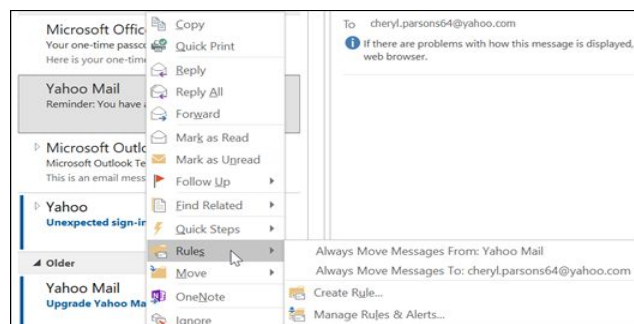 Microsoft Offic
Your one-time passc
Here is your one-time
Yahoo Mail
Reminder: You have a
Microsoft Outlo
Microsoft Outlook Te
This is an email mess
Yahoo
Unexpected sign-ir
Older
Yahoo Mail
Upgrade Yahoo Ma
Copy
Quick Print
Reply
Reply All
Forward
Mark as Read
Mark as Unread
Follow Up
Find Related
Quick Steps
Rules
Move
OneNote
Ignore
Always Move Messages From: Yahoo Mail
Always Move Messages To: cheryl.parsons64@yahoo.com
Create Rule...
Manage Rules & Alerts...
To cheryl.parsons64@yahoo.com
If there are problems with how this message is displayed,
web browser.